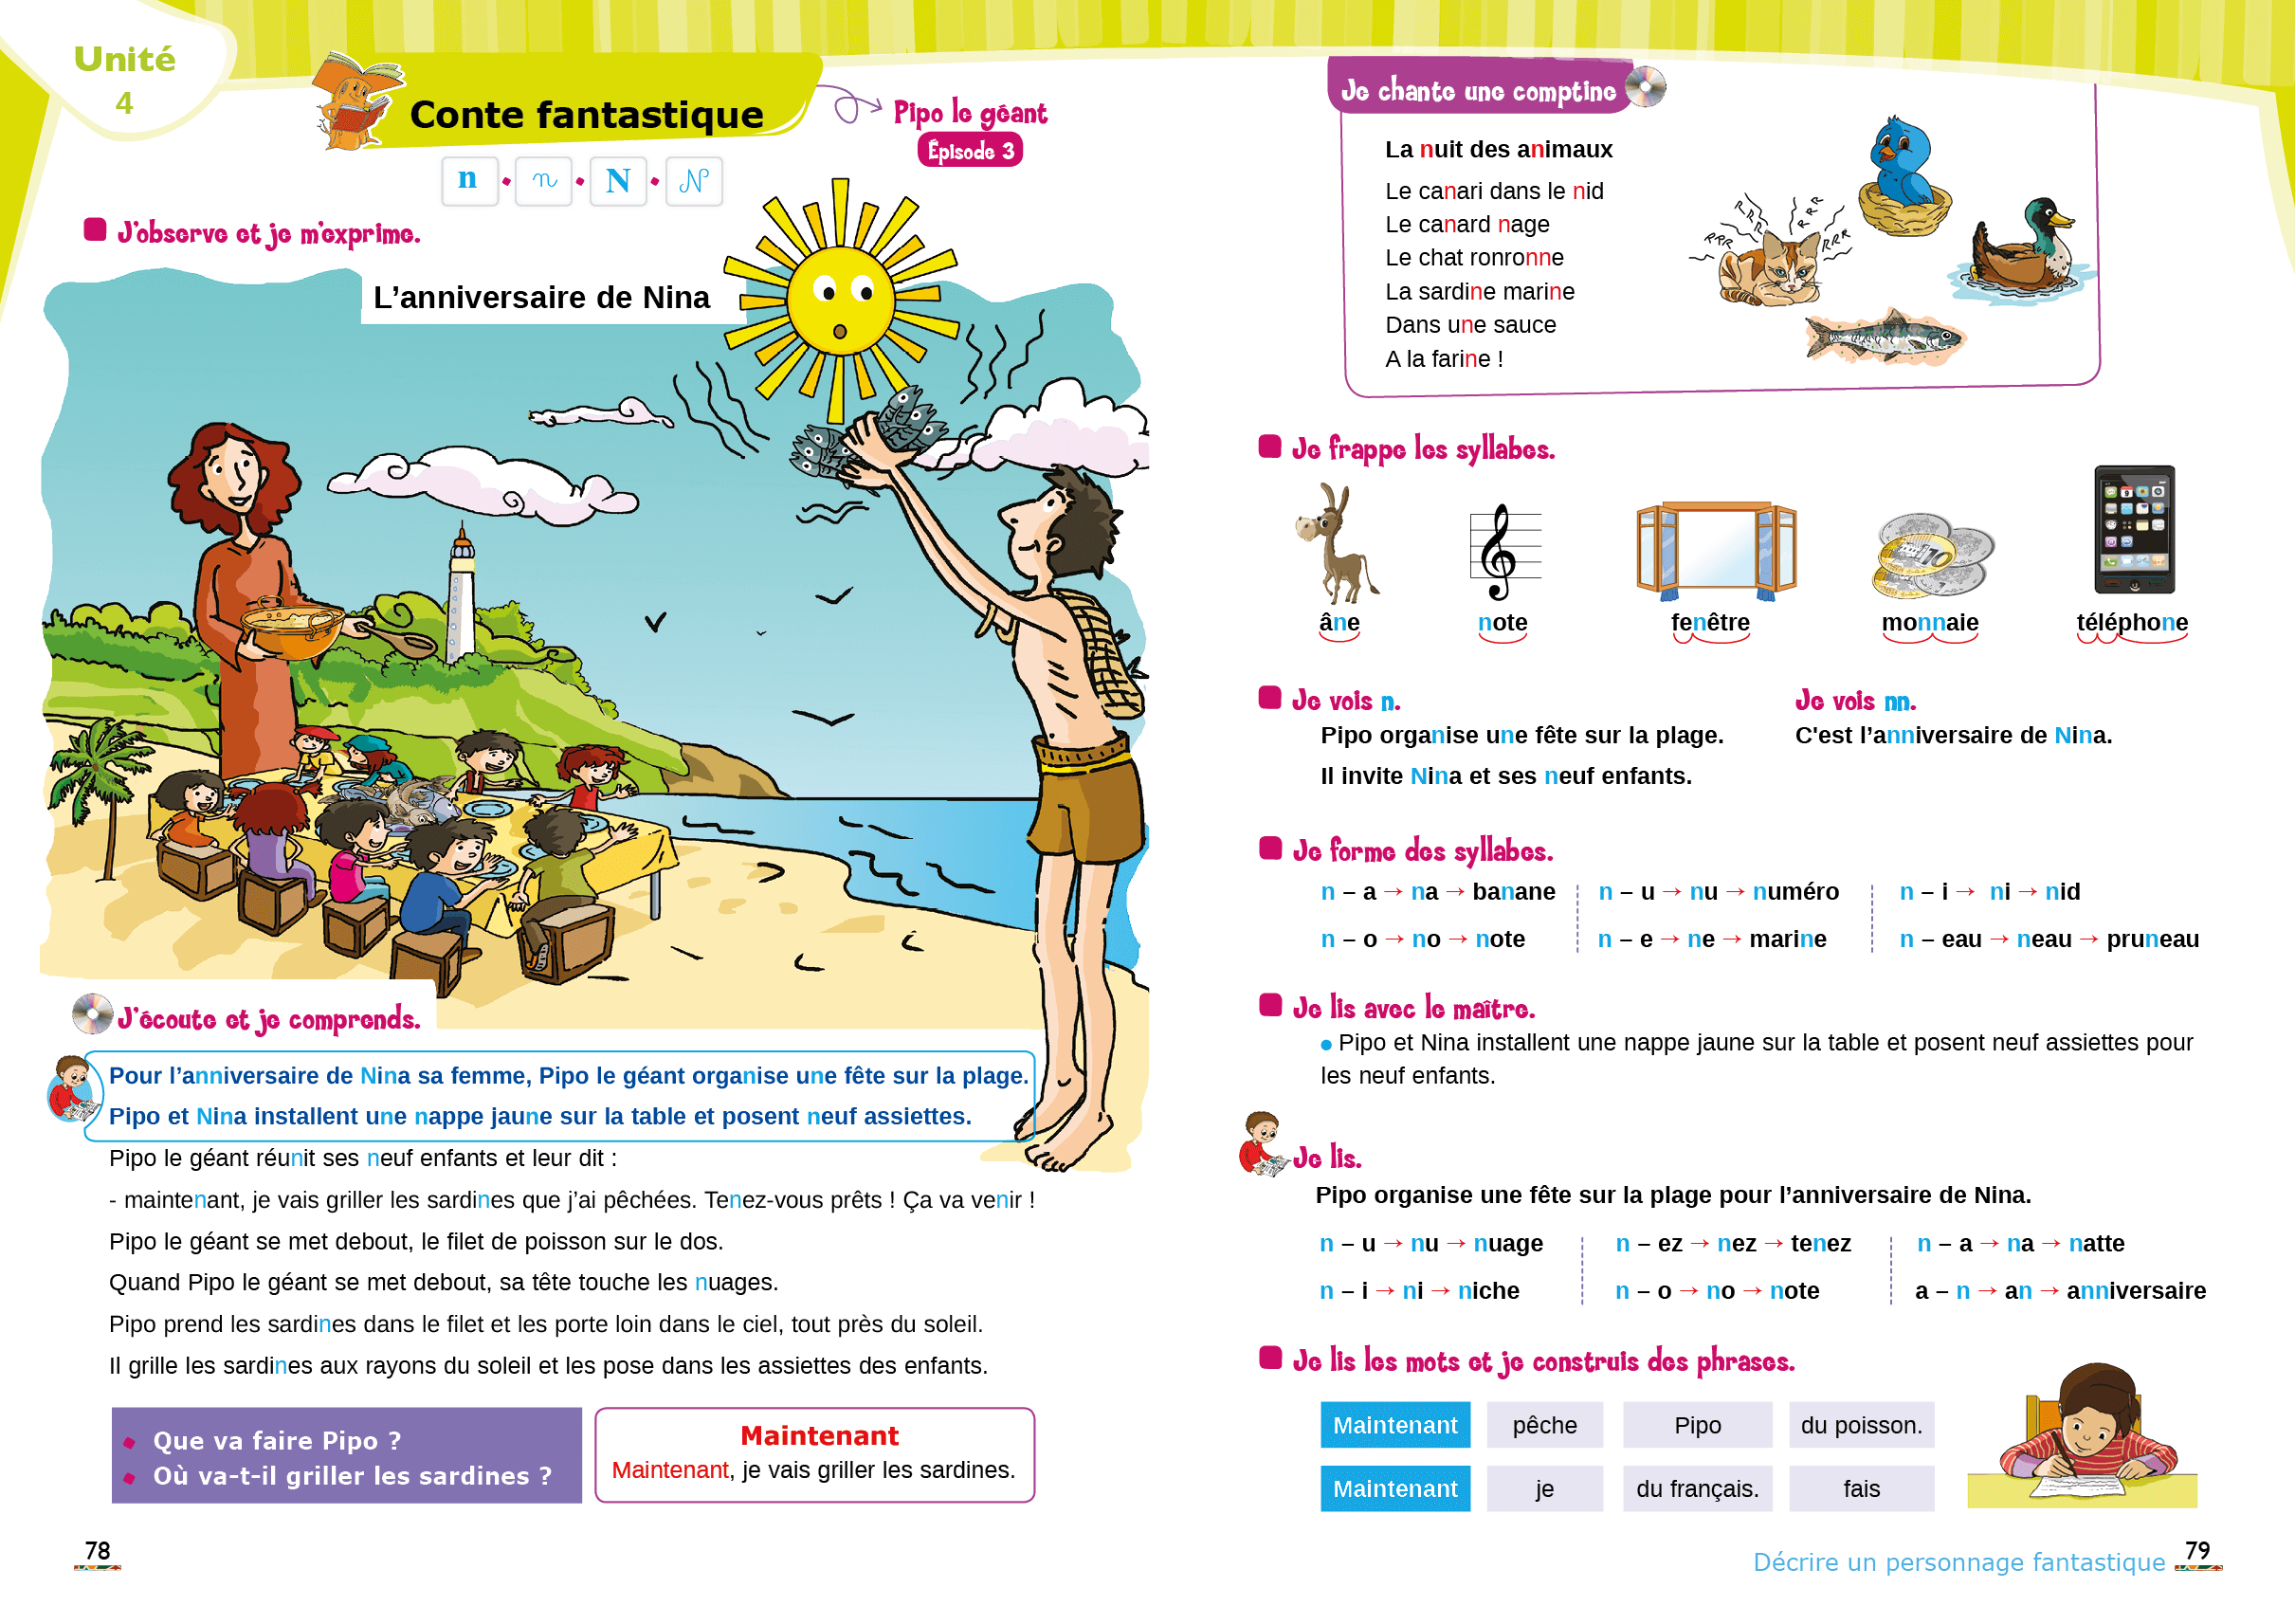 Unité
4
Conte fantastique
Pipo le géant
Épisode 3
n • n • N • N
J'observe et je m'exprime.
L’anniversaire de Nina
J'écoute et je comprends.
Pour l’anniversaire de Nina sa femme, Pipo le géant organise une fête sur la plage.
Pipo et Nina installent une nappe jaune sur la table et posent neuf assiettes.
Pipo le géant réunit ses neuf enfants et leur dit :
- maintenant, je vais griller les sardines que j’ai pêchées. Tenez-vous prêts ! Ça va venir !
Pipo le géant se met debout, le filet de poisson sur le dos.
Quand Pipo le géant se met debout, sa tête touche les nuages.
Pipo prend les sardines dans le filet et les porte loin dans le ciel, tout près du soleil.
Il grille les sardines aux rayons du soleil et les pose dans les assiettes des enfants.
• Que va faire Pipo ?
• Où va-t-il griller les sardines ?
Maintenant
Maintenant, je vais griller les sardines.
78
Je chante une comptine
La nuit des animaux
Le canari dans le nid
Le canard nage
Le chat ronronne
La sardine marine
Dans une sauce
A la farine !
RRR RRR RRR RRR
Je frappe les syllabes.
âne note fenêtre monnaie téléphone
Je vois n.
Pipo organise une fête sur la plage.
Il invite Nina et ses neuf enfants.
Je vois nn.
C'est l’anniversaire de Nina.
Je forme des syllabes.
n – a → na → banane n – u → nu → numéro n – i → ni → nid
n – o → no → note n – e → ne → marine n – eau → neau → pruneau
Je lis avec le maître.
• Pipo et Nina installent une nappe jaune sur la table et posent neuf assiettes pour
les neuf enfants.
Je lis.
Pipo organise une fête sur la plage pour l’anniversaire de Nina.
n – u → nu → nuage n – ez → nez → tenez n – a → na → natte
n – i → ni → niche n – o → no → note a – n → an → anniversaire
Je lis les mots et je construis des phrases.
Maintenant pêche Pipo du poisson.
Maintenant je du français. fais
Décrire un personnage fantastique
79